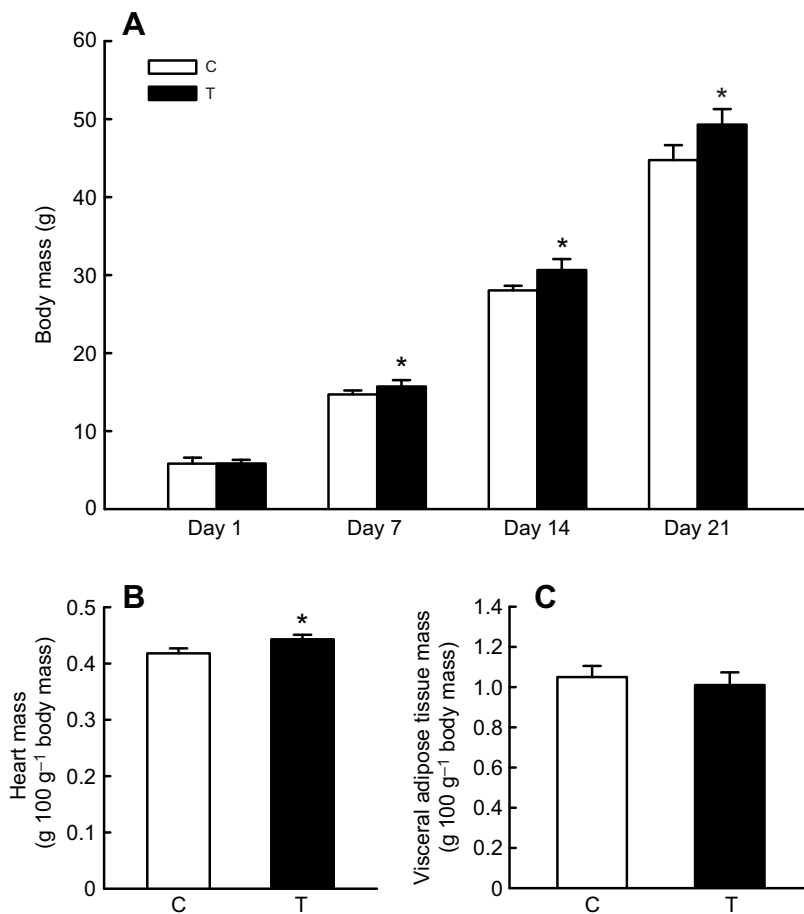 A
60
50
40
30
20
10
0
Body mass (g)
C
T
*
*
*
Day 1 Day 7 Day 14 Day 21
B
0.5
0.4
0.3
0.2
0.1
0
Heart mass
(g 100 g⁻¹ body mass)
*
C T
C
1.4
1.2
1.0
0.8
0.6
0.4
0.2
0
Visceral adipose tissue mass
(g 100 g⁻¹ body mass)
C T